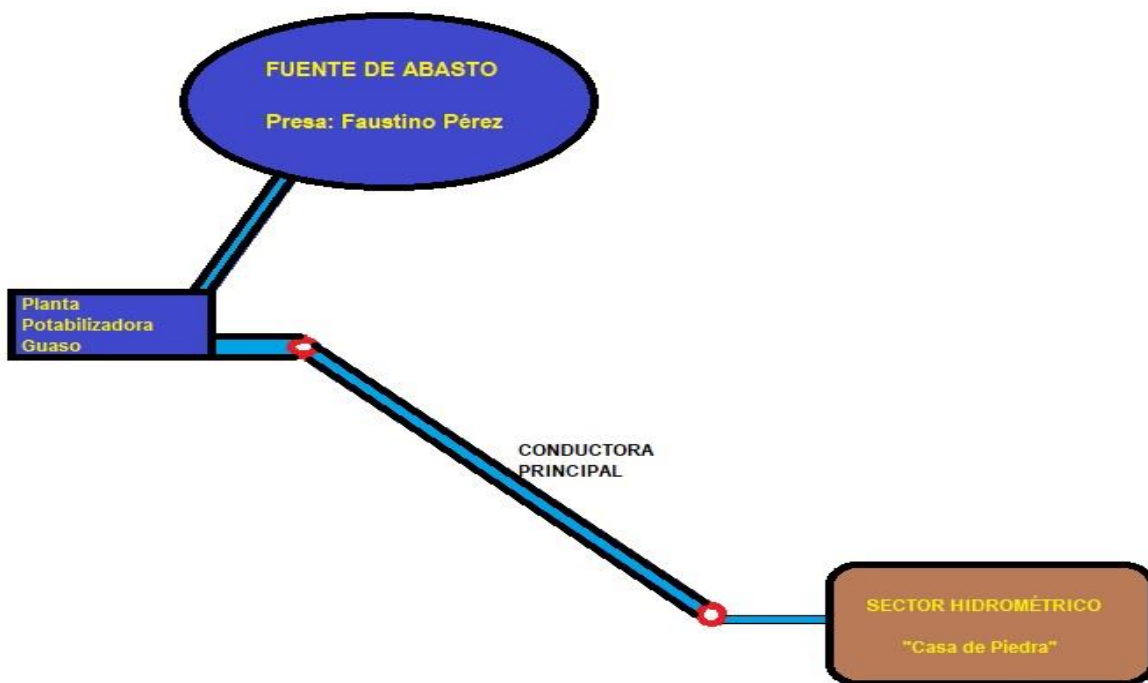 FUENTE DE ABASTO
Presa: Faustino Pérez
Planta
Potabilizadora
Guaso
CONDUCTORA
PRINCIPAL
SECTOR HIDROMÉTRICO
"Casa de Piedra"